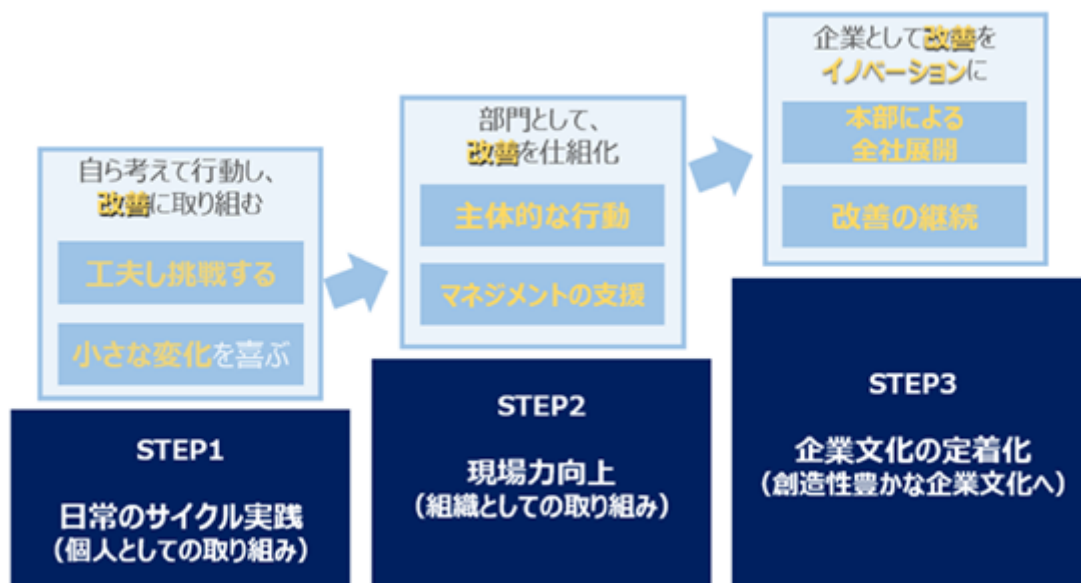 自ら考えて行動し、
改善に取り組む
工夫し挑戦する
小さな変化を喜ぶ
STEP1
日常のサイクル実践
（個人としての取り組み）
部門として、
改善を仕組化
主体的な行動
マネジメントの支援
STEP2
現場力向上
（組織としての取り組み）
企業として改善を
イノベーションに
本部による
全社展開
改善の継続
STEP3
企業文化の定着化
（創造性豊かな企業文化へ）